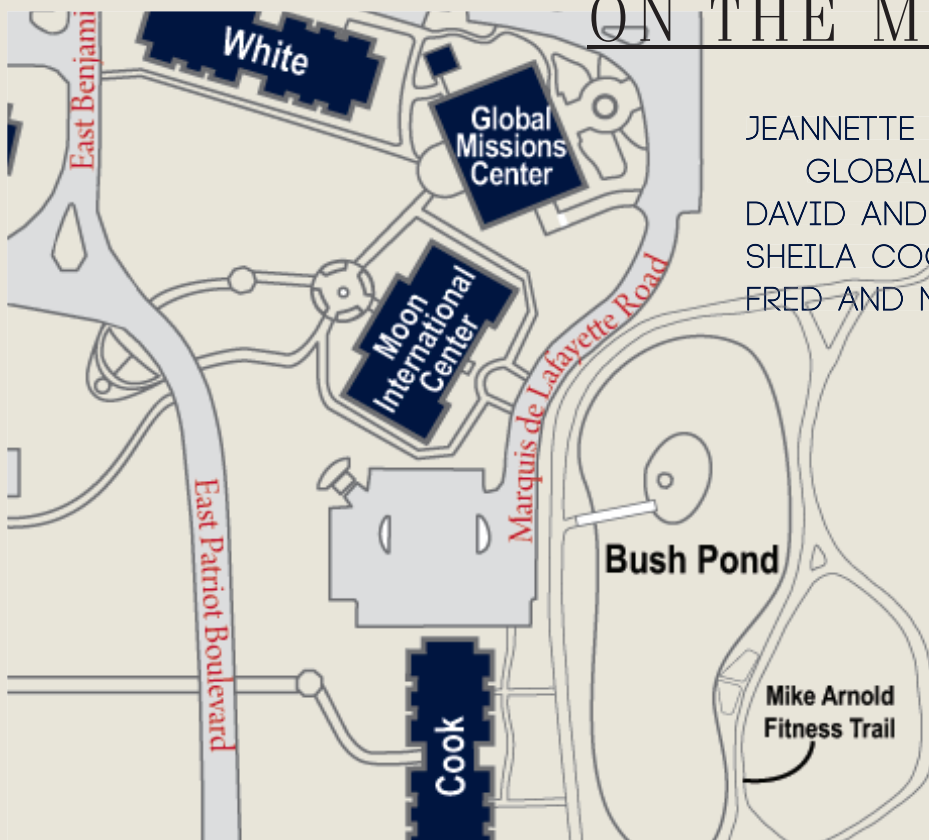 ON THE M
White
East Benjami
Global
Missions
Center
JEANNETTE
GLOBAL
DAVID AND
SHEILA COO
FRED AND
Moon
International
Center
Marquis de Lafayette Road
East Patriot Boulevard
Bush Pond
Mike Arnold
Fitness Trail
Cook